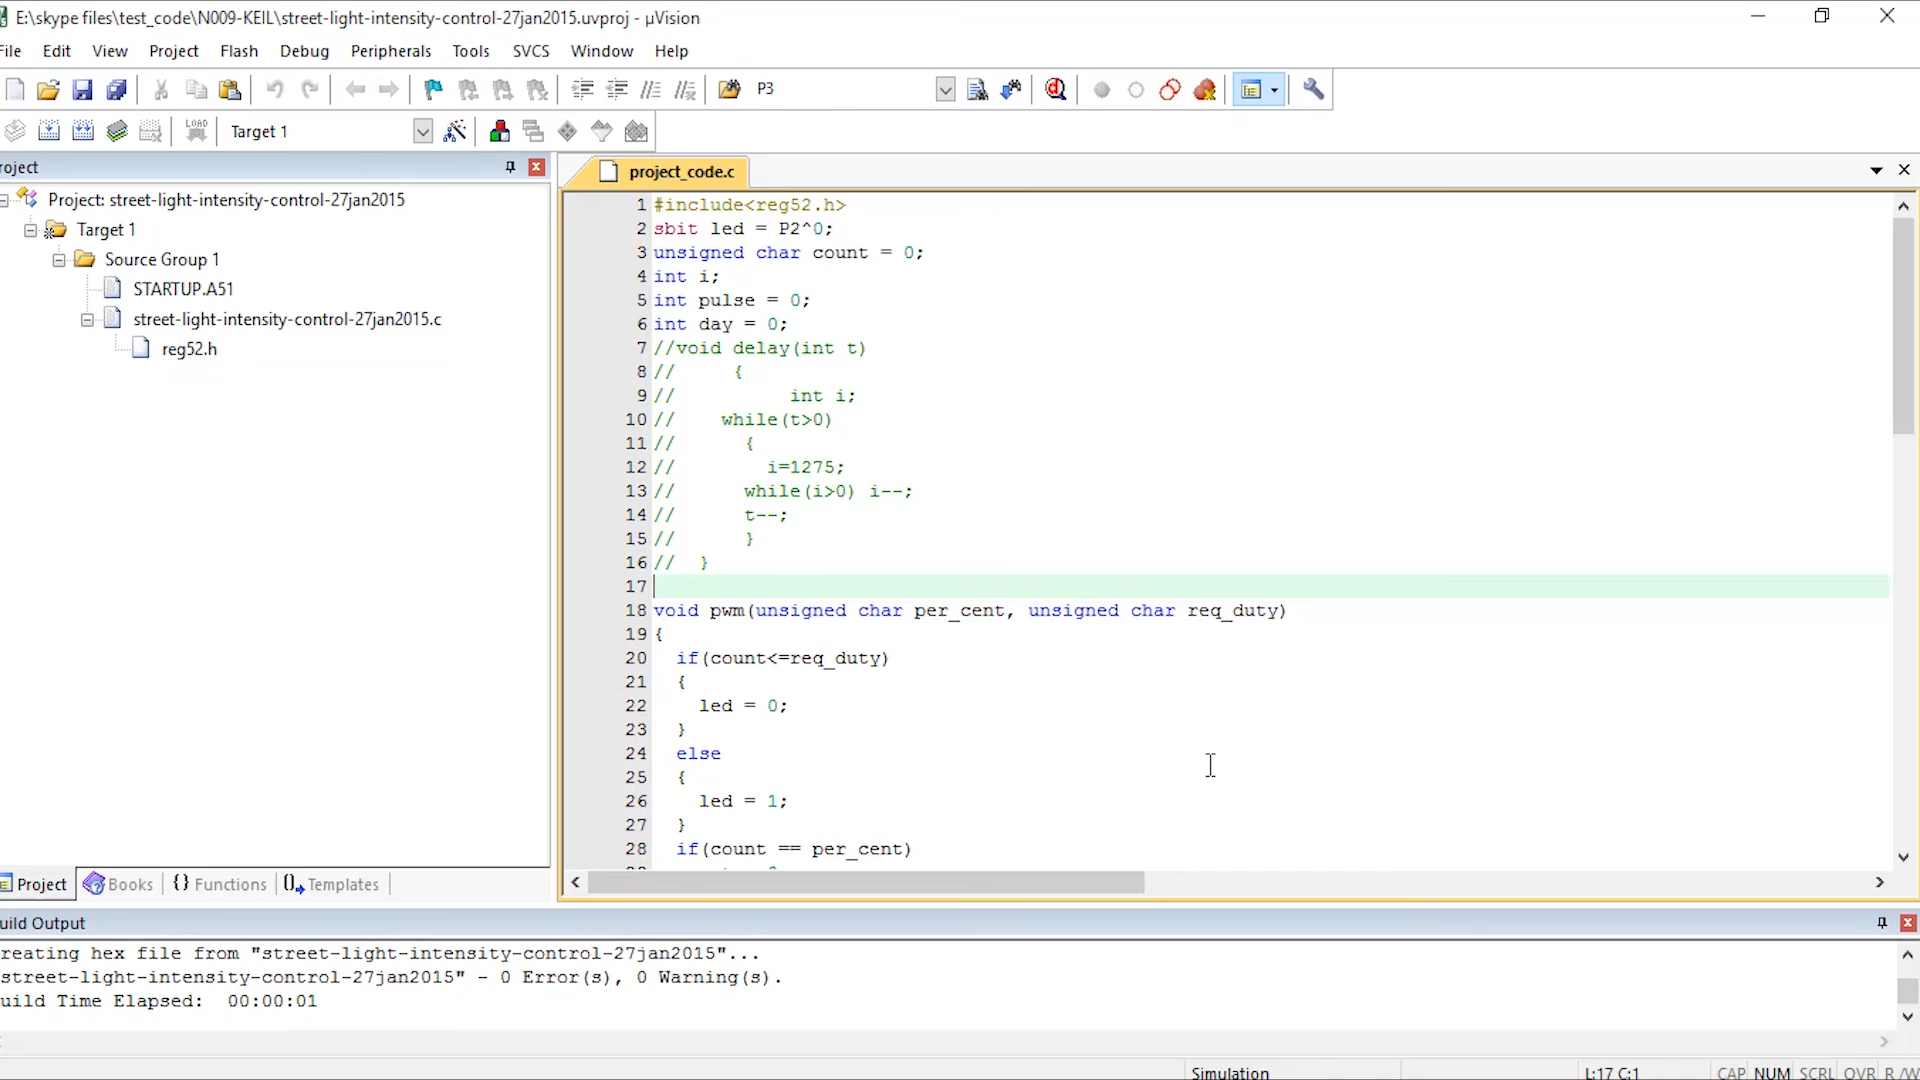 E:\skype files\test_code\N009-KEIL\street-light-intensity-control-27jan2015.uvproj - µVision
File Edit View Project Flash Debug Peripherals Tools SVCS Window Help
P3
LOAD Target 1
roject
project_code.c
Project: street-light-intensity-control-27jan2015
Target 1
Source Group 1
STARTUP.A51
street-light-intensity-control-27jan2015.c
reg52.h
1 #include<reg52.h>
2 sbit led = P2^0;
3 unsigned char count = 0;
4 int i;
5 int pulse = 0;
6 int day = 0;
7 //void delay(int t)
8 // {
9 // int i;
10 // while(t>0)
11 // {
12 // i=1275;
13 // while(i>0) i--;
14 // t--;
15 // }
16 // }
17
18 void pwm(unsigned char per_cent, unsigned char req_duty)
19 {
20 if(count<=req_duty)
21 {
22 led = 0;
23 }
24 else
25 {
26 led = 1;
27 }
28 if(count == per_cent)
Project Books {} Functions Templates
uild Output
reating hex file from "street-light-intensity-control-27jan2015"...
street-light-intensity-control-27jan2015" - 0 Error(s), 0 Warning(s).
uild Time Elapsed: 00:00:01
Simulation L:17 C:1 CAP NUM SCRL OVR R/W